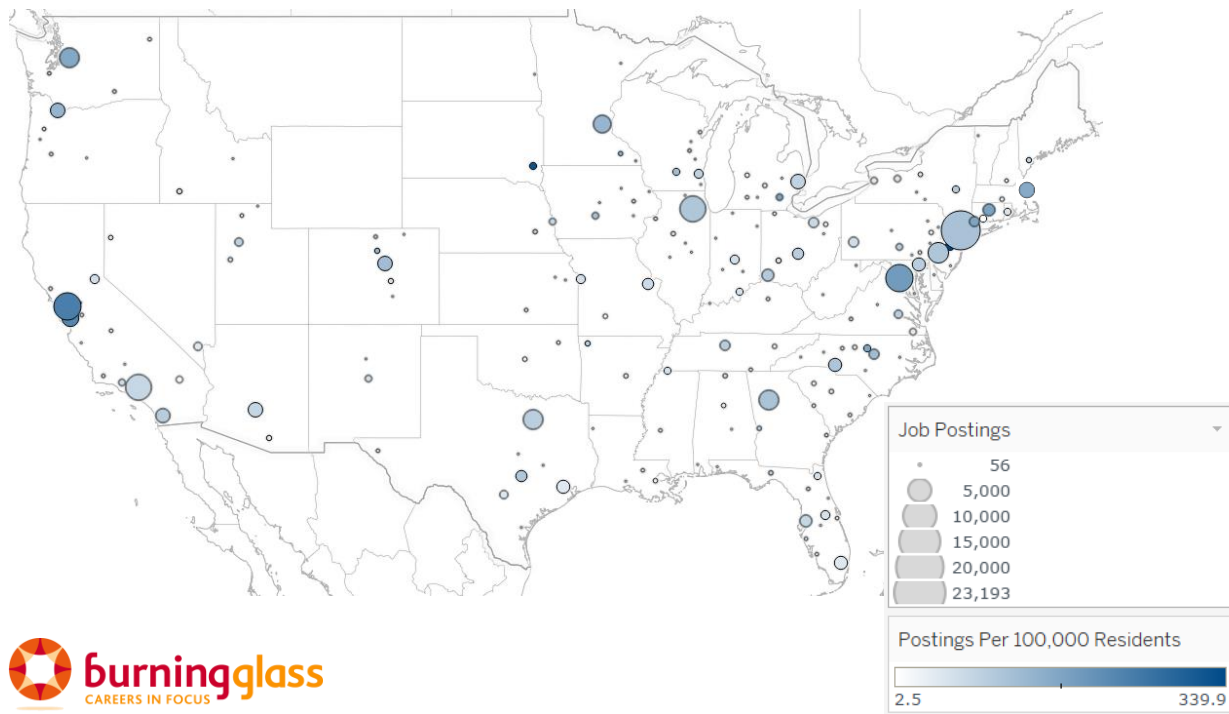 Job Postings
56
5,000
10,000
15,000
20,000
23,193
Postings Per 100,000 Residents
2.5 339.9
burningglass
CAREERS IN FOCUS